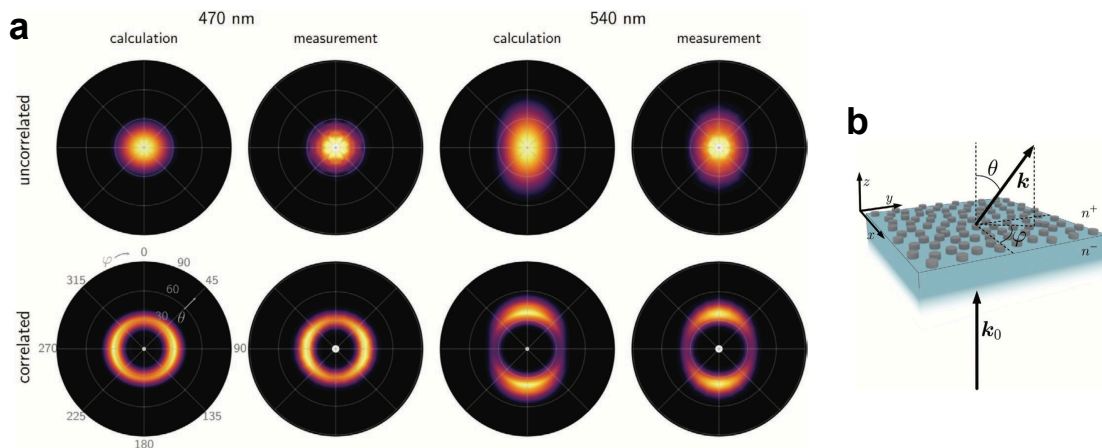 a
470 nm
540 nm
calculation
measurement
calculation
measurement
uncorrelated
correlated
φ
0
90
45
315
60
30
θ
270
90
225
135
180
b
z
y
x
θ
k
φ
n⁺
n⁻
k₀